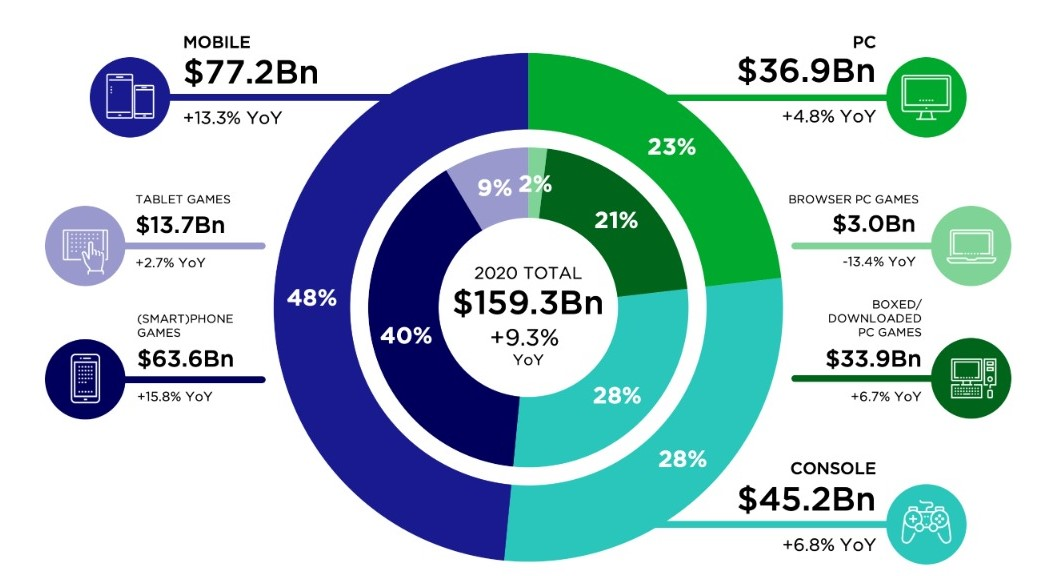 MOBILE
$77.2Bn
+13.3% YoY
PC
$36.9Bn
+4.8% YoY
23%
9%
2%
21%
TABLET GAMES
$13.7Bn
+2.7% YoY
BROWSER PC GAMES
$3.0Bn
-13.4% YoY
2020 TOTAL
$159.3Bn
+9.3%
YoY
48%
40%
28%
28%
(SMART)PHONE
GAMES
$63.6Bn
+15.8% YoY
BOXED/
DOWNLOADED
PC GAMES
$33.9Bn
+6.7% YoY
CONSOLE
$45.2Bn
+6.8% YoY